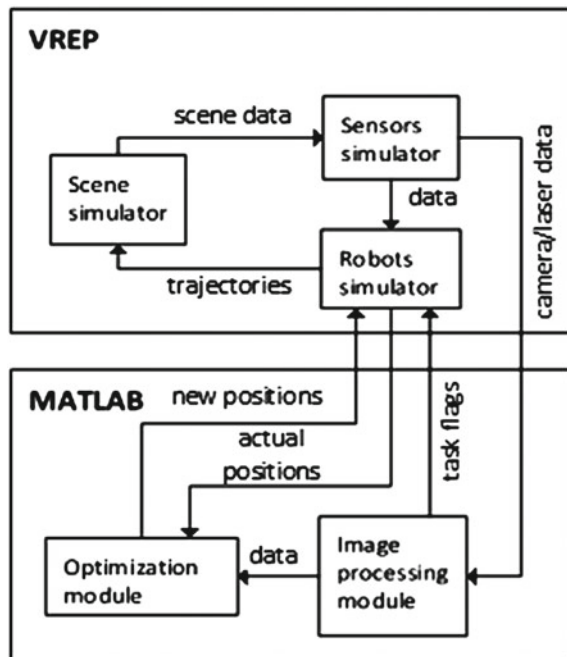 VREP
scene data
Sensors
simulator
Scene
simulator
data
camera/laser data
Robots
simulator
trajectories
MATLAB
new positions
actual
positions
task flags
Optimization
module
data
Image
processing
module